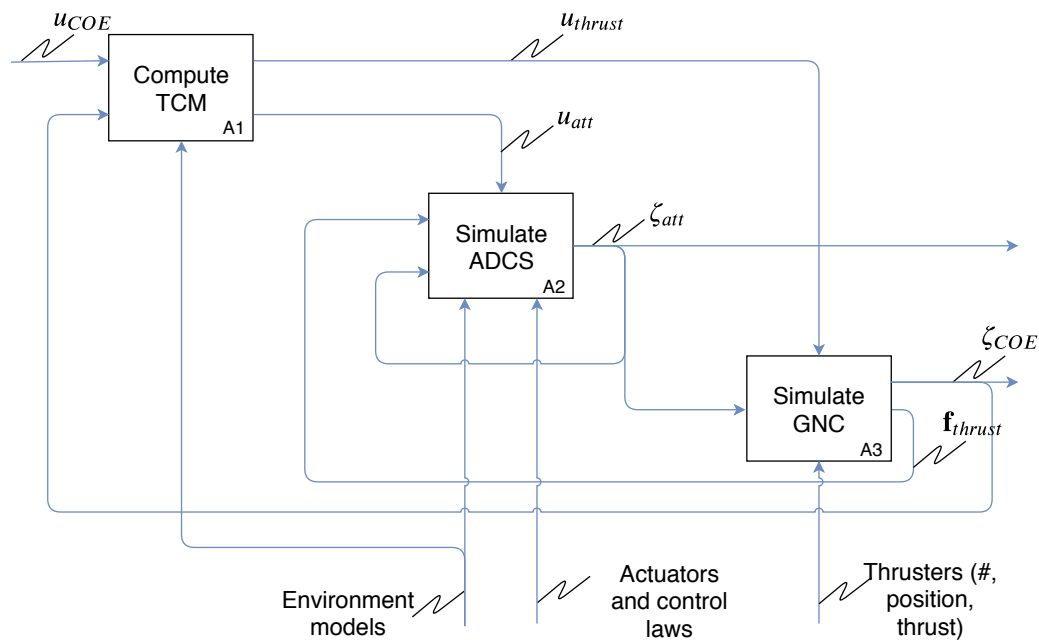 u_COE
u_thrust
Compute
TCM
A1
u_att
Simulate
ADCS
A2
ζ_att
ζ_COE
Simulate
GNC
A3
f_thrust
Environment
models
Actuators
and control
laws
Thrusters (#,
position,
thrust)